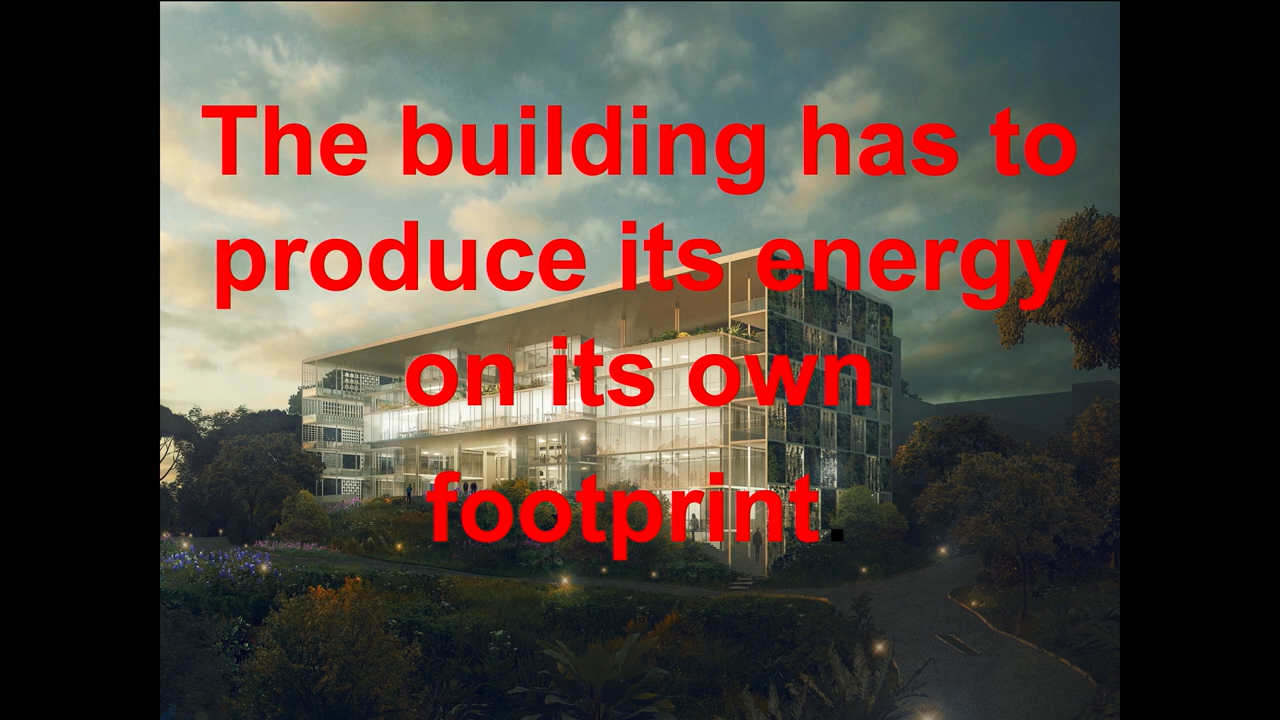 The building has to
produce its energy
on its own
footprint.